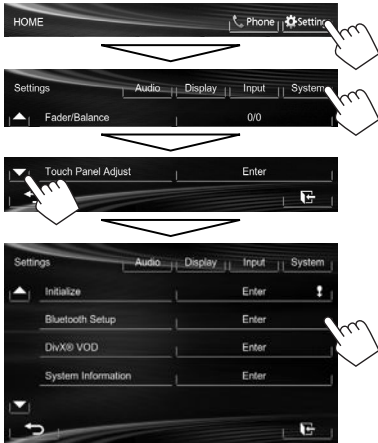 HOME Phone Setting
Settings Audio Display Input System
Fader/Balance 0/0
Touch Panel Adjust Enter
Settings Audio Display Input System
Initialize Enter
Bluetooth Setup Enter
DivX® VOD Enter
System Information Enter